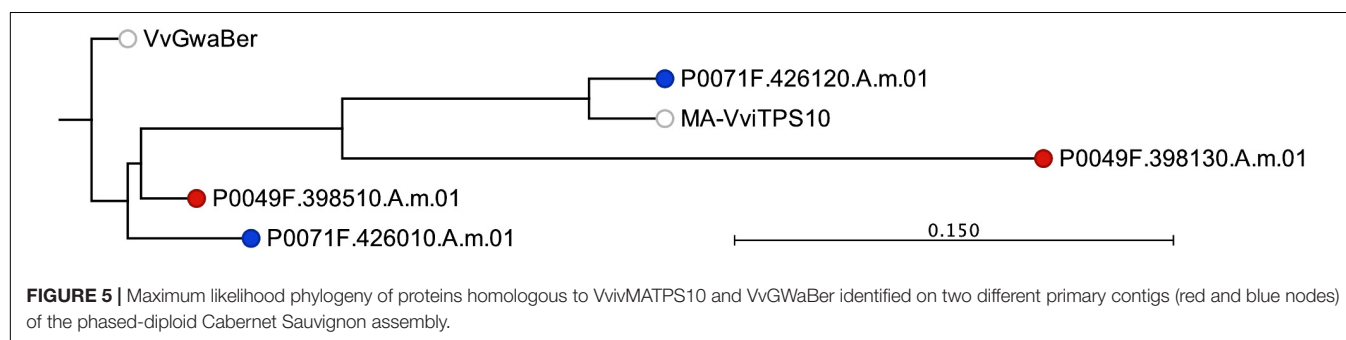 VvGwaBer
P0071F.426120.A.m.01
MA-VviTPS10
P0049F.398130.A.m.01
P0049F.398510.A.m.01
P0071F.426010.A.m.01
0.150
FIGURE 5 | Maximum likelihood phylogeny of proteins homologous to VvivMATPS10 and VvGWaBer identified on two different primary contigs (red and blue nodes)
of the phased-diploid Cabernet Sauvignon assembly.